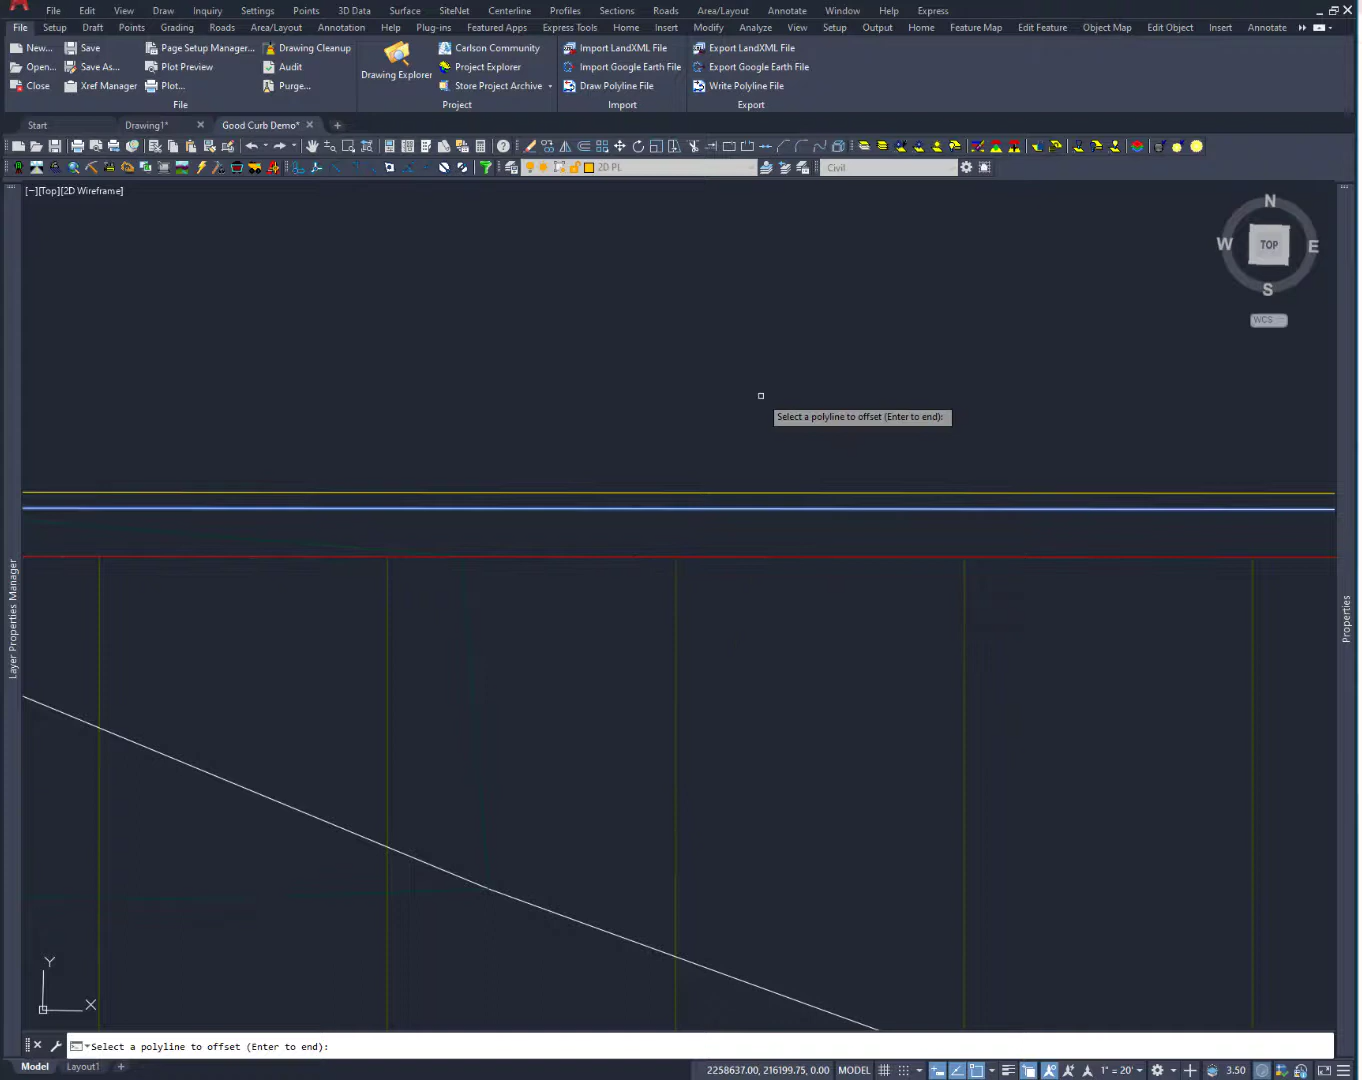 File Edit View Draw Inquiry Settings Points 3D Data Surface SiteNet Centerline Profiles Sections Roads Area/Layout Annotate Window Help Express
File Setup Draft Points Grading Roads Area/Layout Annotation Help Plug-ins Featured Apps Express Tools Home Insert Modify Analyze View Setup Output Home Feature Map Edit Feature Object Map Edit Object Insert Annotate
New... Save Page Setup Manager... Drawing Cleanup Carlson Community Import LandXML File Export LandXML File
Open... Save As... Plot Preview Audit Drawing Explorer Project Explorer Import Google Earth File Export Google Earth File
Close Xref Manager Plot... Purge... Store Project Archive Draw Polyline File Write Polyline File
File Project Import Export
Start Drawing1* Good Curb Demo*
2D PL Civil
[−][Top][2D Wireframe]
N
W TOP E
S
WCS
Select a polyline to offset (Enter to end):
Layer Properties Manager
Properties
Y
X
Select a polyline to offset (Enter to end):
Model Layout1 2258637.00, 216199.75, 0.00 MODEL 1" = 20' 3.50